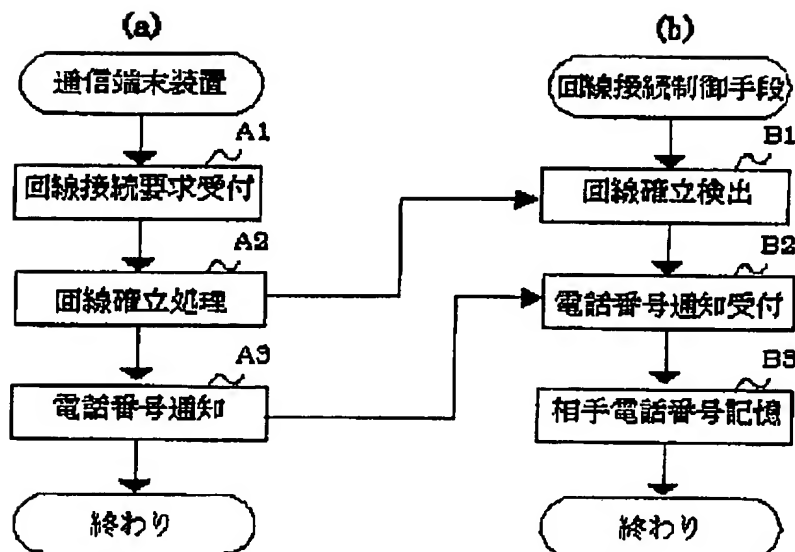 (a)
通信端末装置
A1
回線接続要求受付
A2
回線確立処理
A3
電話番号通知
終わり
(b)
回線接続制御手段
B1
回線確立検出
B2
電話番号通知受付
B3
相手電話番号記憶
終わり